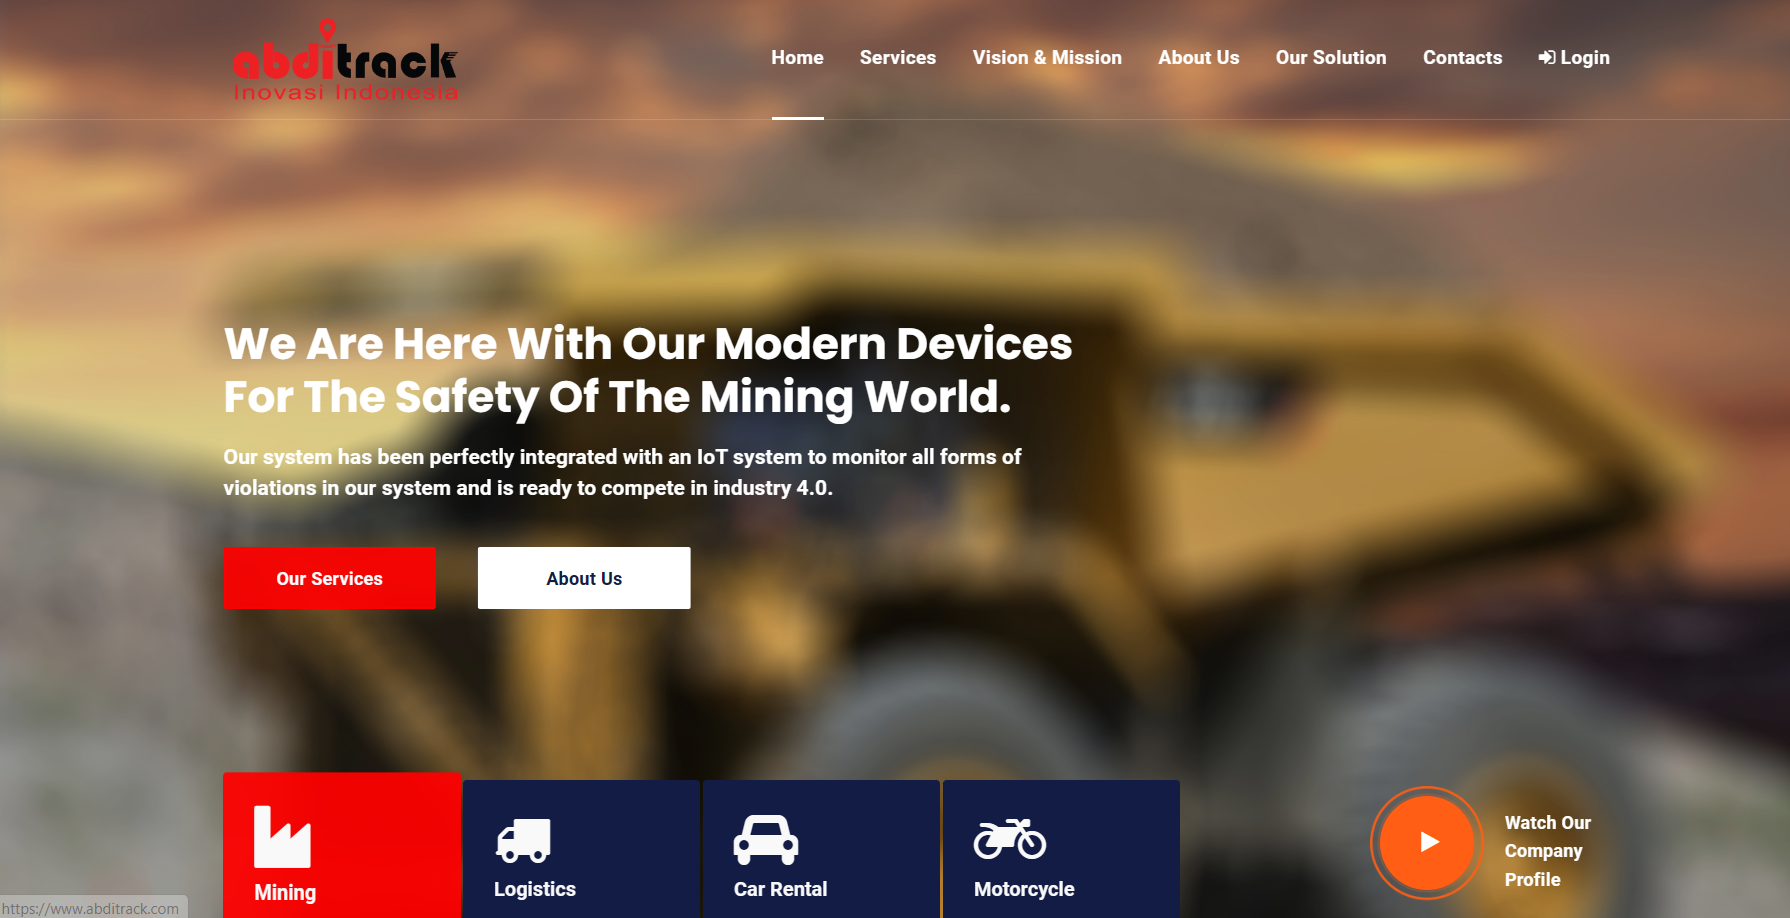 abditrack
Inovasi Indonesia
Home Services Vision & Mission About Us Our Solution Contacts Login
We Are Here With Our Modern Devices
For The Safety Of The Mining World.
Our system has been perfectly integrated with an IoT system to monitor all forms of
violations in our system and is ready to compete in industry 4.0.
Our Services About Us
Mining Logistics Car Rental Motorcycle
Watch Our
Company
Profile
https://www.abditrack.com